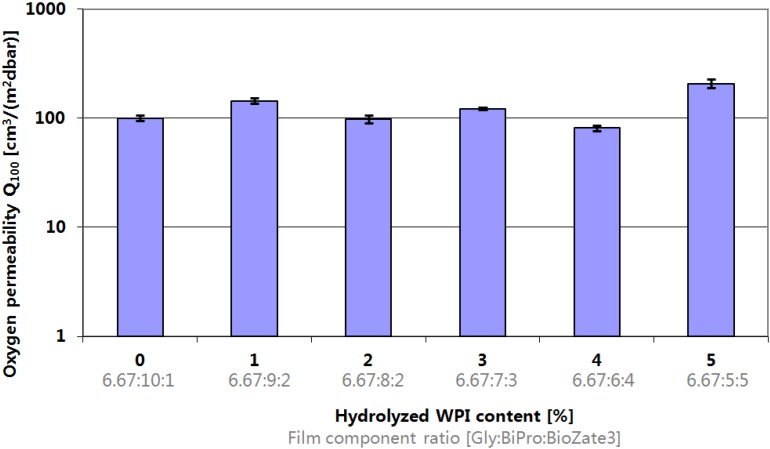 1000
100
10
1
Oxygen permeability Q100 [cm³/(m²dbar)]
0 1 2 3 4 5
6.67:10:1 6.67:9:2 6.67:8:2 6.67:7:3 6.67:6:4 6.67:5:5
Hydrolyzed WPI content [%]
Film component ratio [Gly:BiPro:BioZate3]